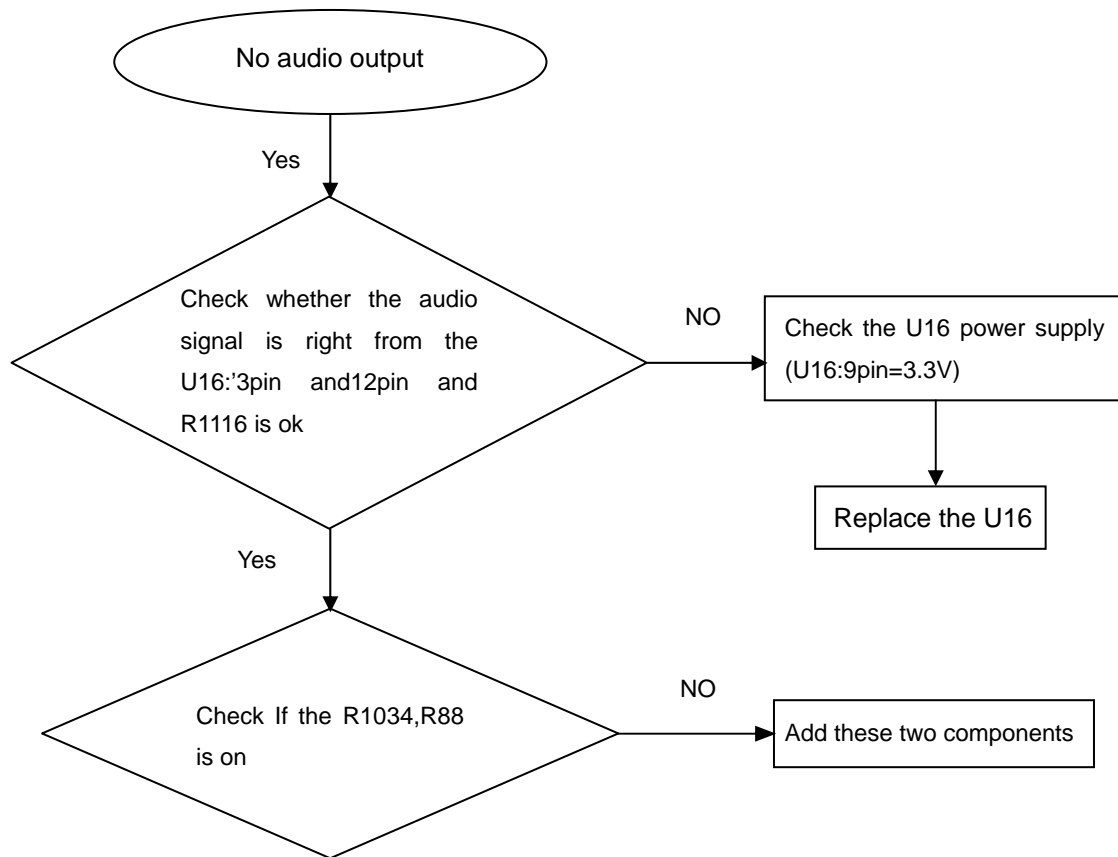 No audio output
Yes
Check whether the audio
signal is right from the
U16:'3pin and12pin and
R1116 is ok
NO
Check the U16 power supply
(U16:9pin=3.3V)
Replace the U16
Yes
Check If the R1034,R88
is on
NO
Add these two components